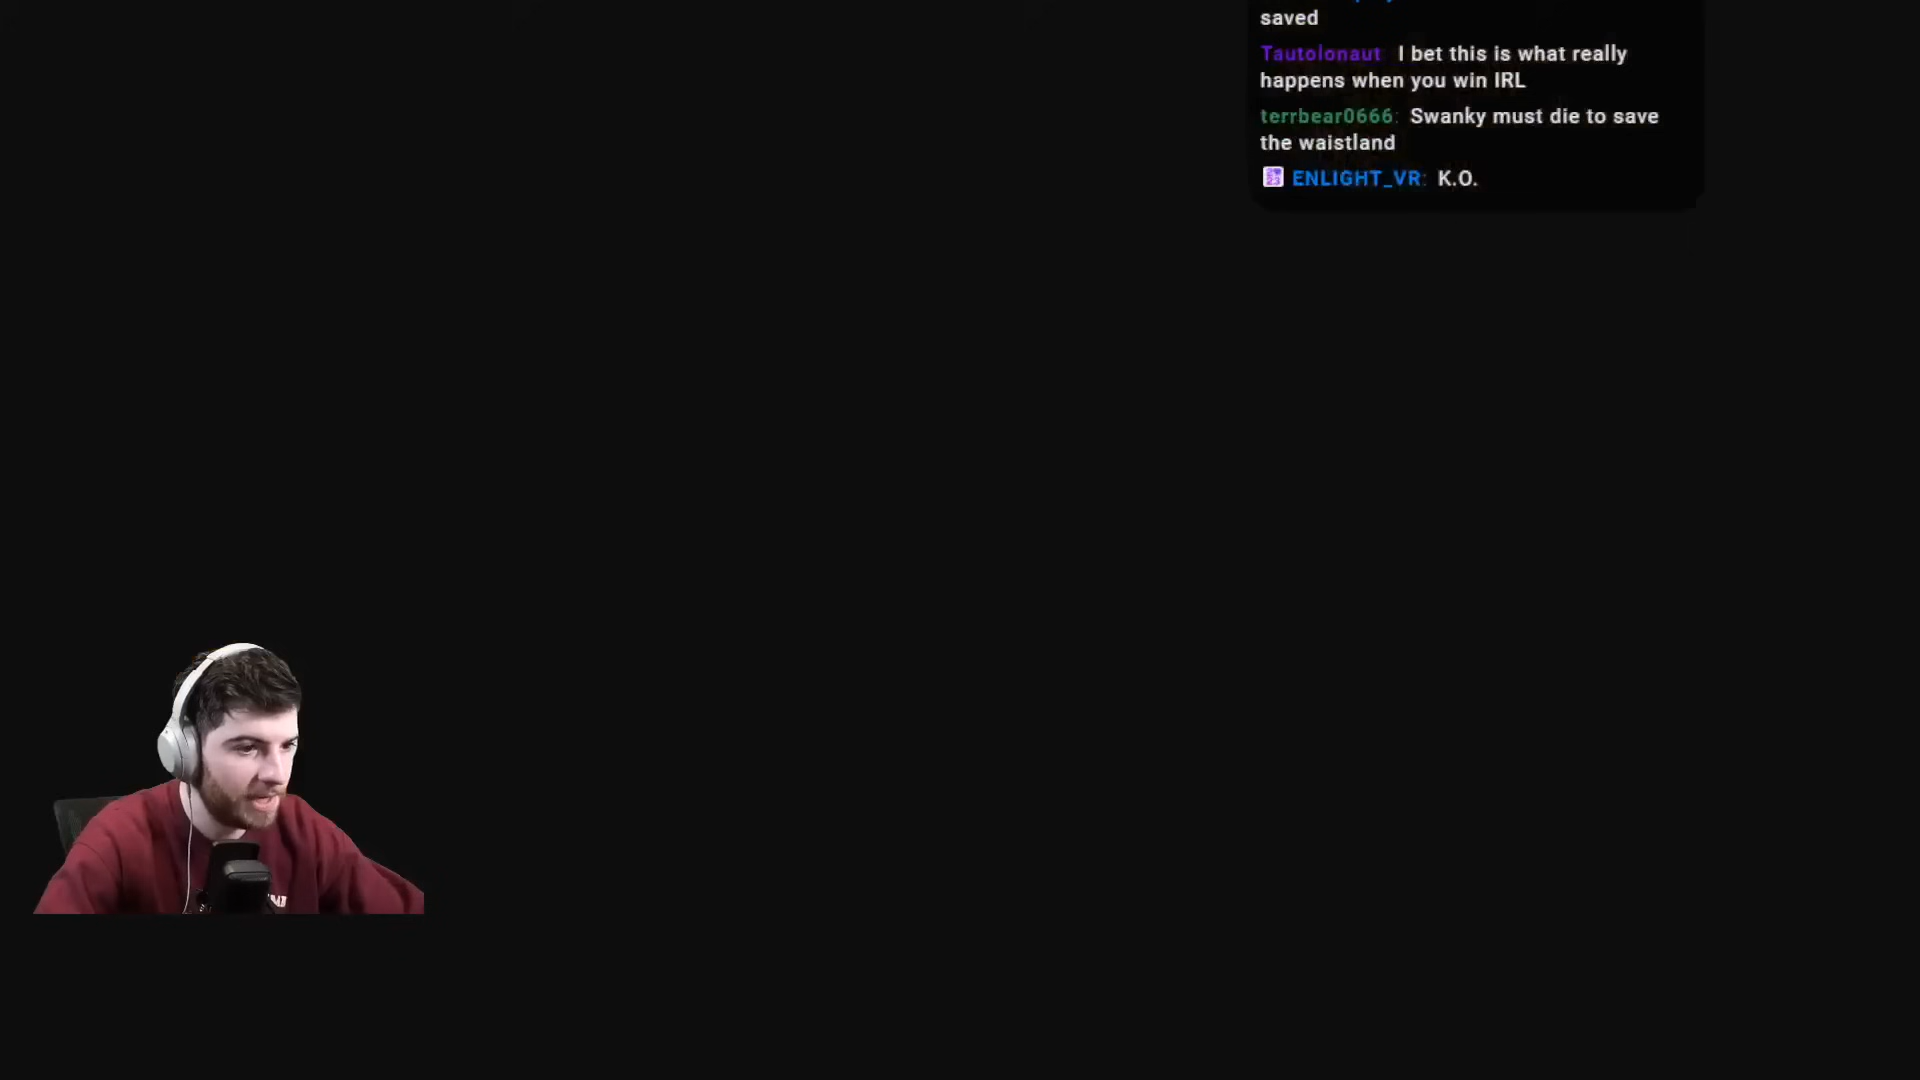 saved
Tautolonaut I bet this is what really
happens when you win IRL
terrbear0666: Swanky must die to save
the waistland
ENLIGHT_VR: K.O.